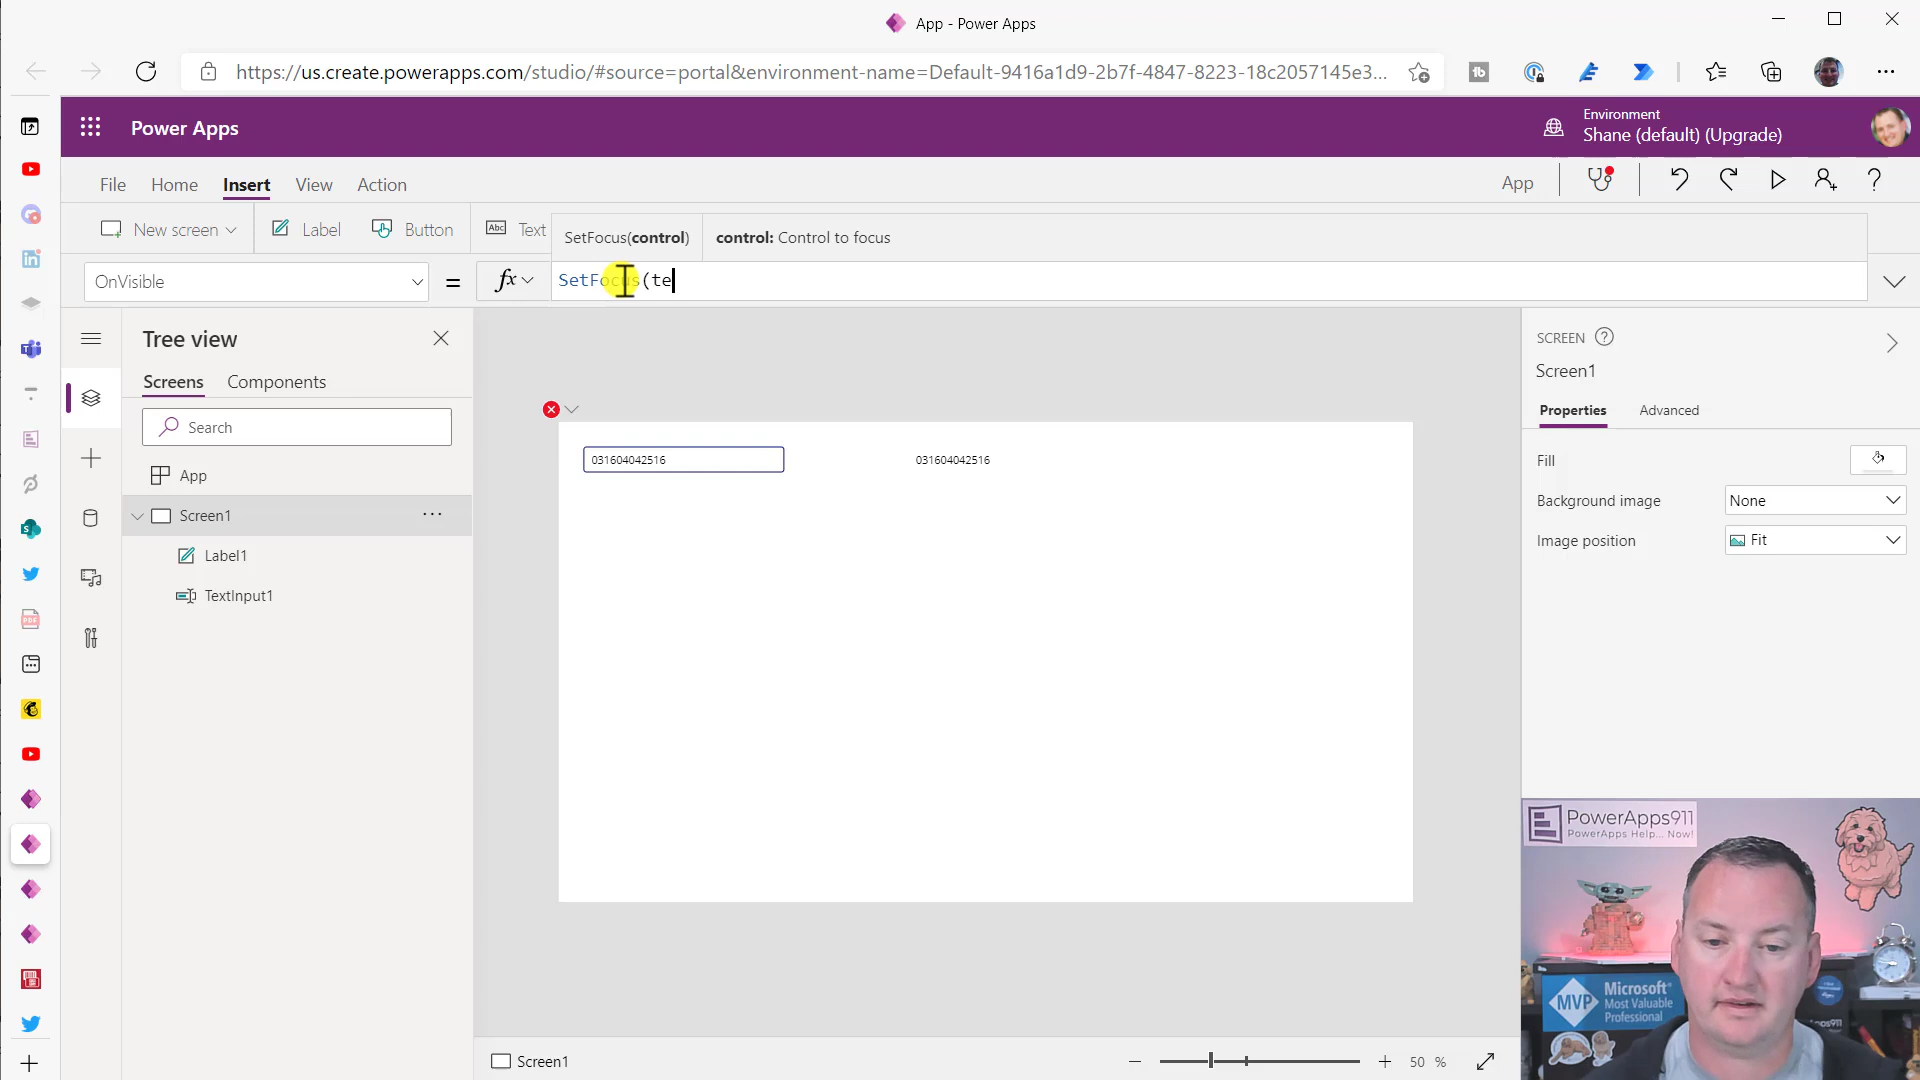 App - Power Apps
https://us.create.powerapps.com/studio/#source=portal&environment-name=Default-9416a1d9-2b7f-4847-8223-18c2057145e3...
Power Apps
Environment
Shane (default) (Upgrade)
File Home Insert View Action
App
New screen
Label
Button
Abc Text
SetFocus(control)
control: Control to focus
OnVisible
=
fx
SetFocus(te
Tree view
Screens Components
Search
App
Screen1
Label1
TextInput1
031604042516
031604042516
SCREEN
Screen1
Properties Advanced
Fill
Background image
None
Image position
Fit
PowerApps911
PowerApps Help... Now!
MVP
Microsoft
Most Valuable
Professional
Screen1
50 %